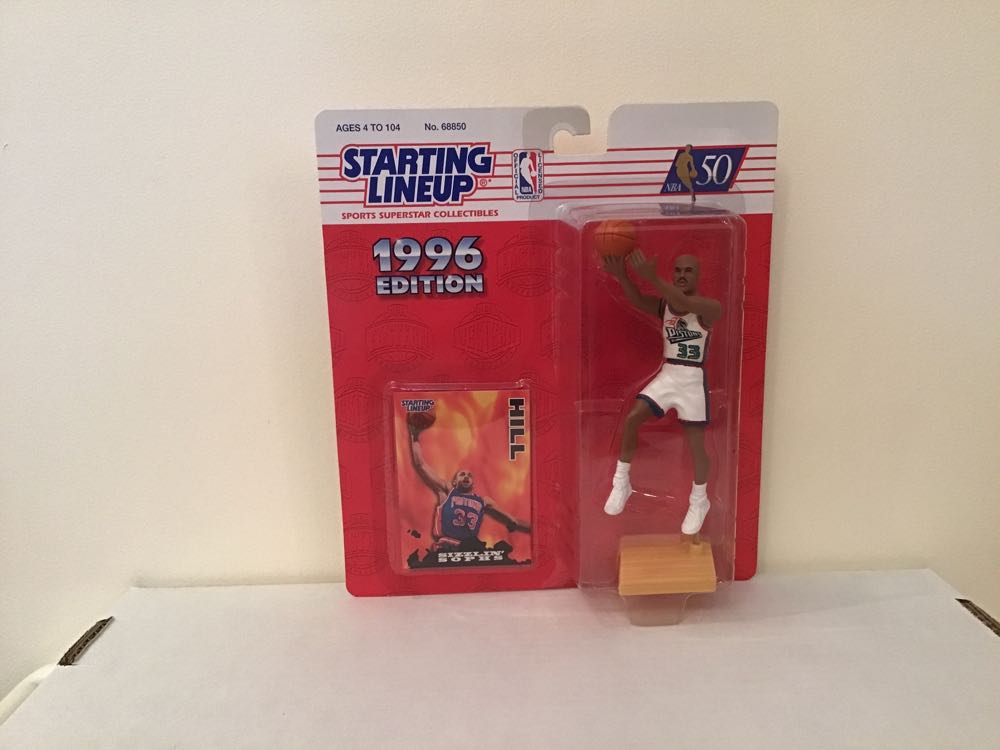 AGES 4 TO 104 No. 68850
STARTING
LINEUP®
SPORTS SUPERSTAR COLLECTIBLES
OFFICIAL
LICENSED
NBA
PRODUCT
NBA 50
1996
EDITION
PISTONS
33
STARTING
LINEUP
HILL
PISTONS
33
SIZZLIN'
SOPHS